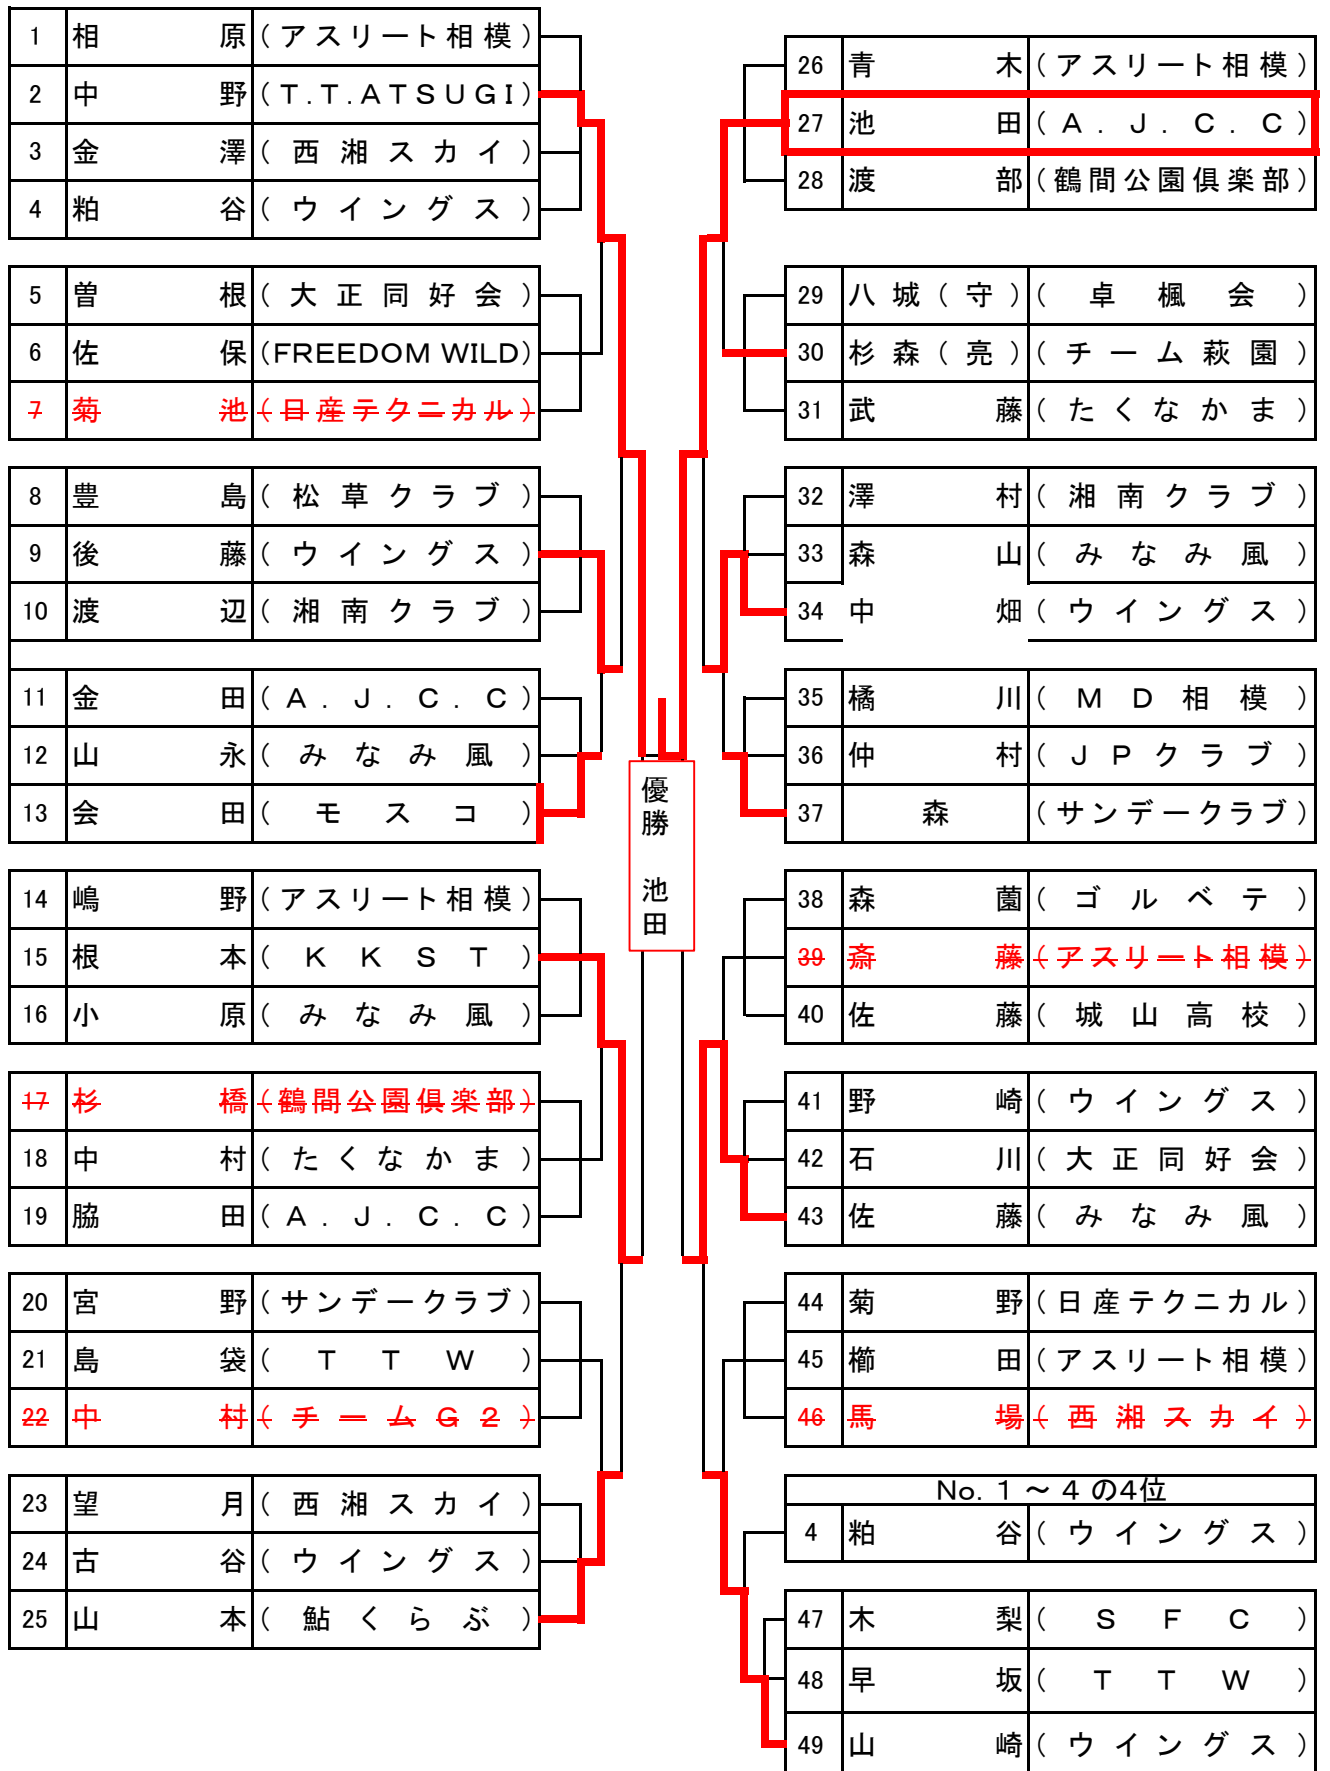 1 相原 (アスリート相模)
2 中野 (T.T.ATSUGI)
3 金澤 (西湘スカイ)
4 粕谷 (ウイングス)
5 曽根 (大正同好会)
6 佐保 (FREEDOM WILD)
7 菊池 (日産テクニカル)
8 豊島 (松草クラブ)
9 後藤 (ウイングス)
10 渡辺 (湘南クラブ)
11 金田 (A.J.C.C)
12 山永 (みなみ風)
13 会田 (モスコ)
14 嶋野 (アスリート相模)
15 根本 (KKST)
16 小原 (みなみ風)
17 杉橋 (鶴間公園倶楽部)
18 中村 (たくなかま)
19 脇田 (A.J.C.C)
20 宮野 (サンデークラブ)
21 島袋 (TTW)
22 中村 (チームG2)
23 望月 (西湘スカイ)
24 古谷 (ウイングス)
25 山本 (鮎くらぶ)
優勝 池田
26 青木 (アスリート相模)
27 池田 (A.J.C.C)
28 渡部 (鶴間公園倶楽部)
29 八城(守) (卓楓会)
30 杉森(亮) (チーム萩園)
31 武藤 (たくなかま)
32 澤村 (湘南クラブ)
33 森山 (みなみ風)
34 中畑 (ウイングス)
35 橘川 (MD相模)
36 仲村 (JPクラブ)
37 森 (サンデークラブ)
38 森薗 (ゴルベテ)
39 斎藤 (アスリート相模)
40 佐藤 (城山高校)
41 野崎 (ウイングス)
42 石川 (大正同好会)
43 佐藤 (みなみ風)
44 菊野 (日産テクニカル)
45 櫛田 (アスリート相模)
46 馬場 (西湘スカイ)
No.1～4の4位
4 粕谷 (ウイングス)
47 木梨 (SFC)
48 早坂 (TTW)
49 山崎 (ウイングス)